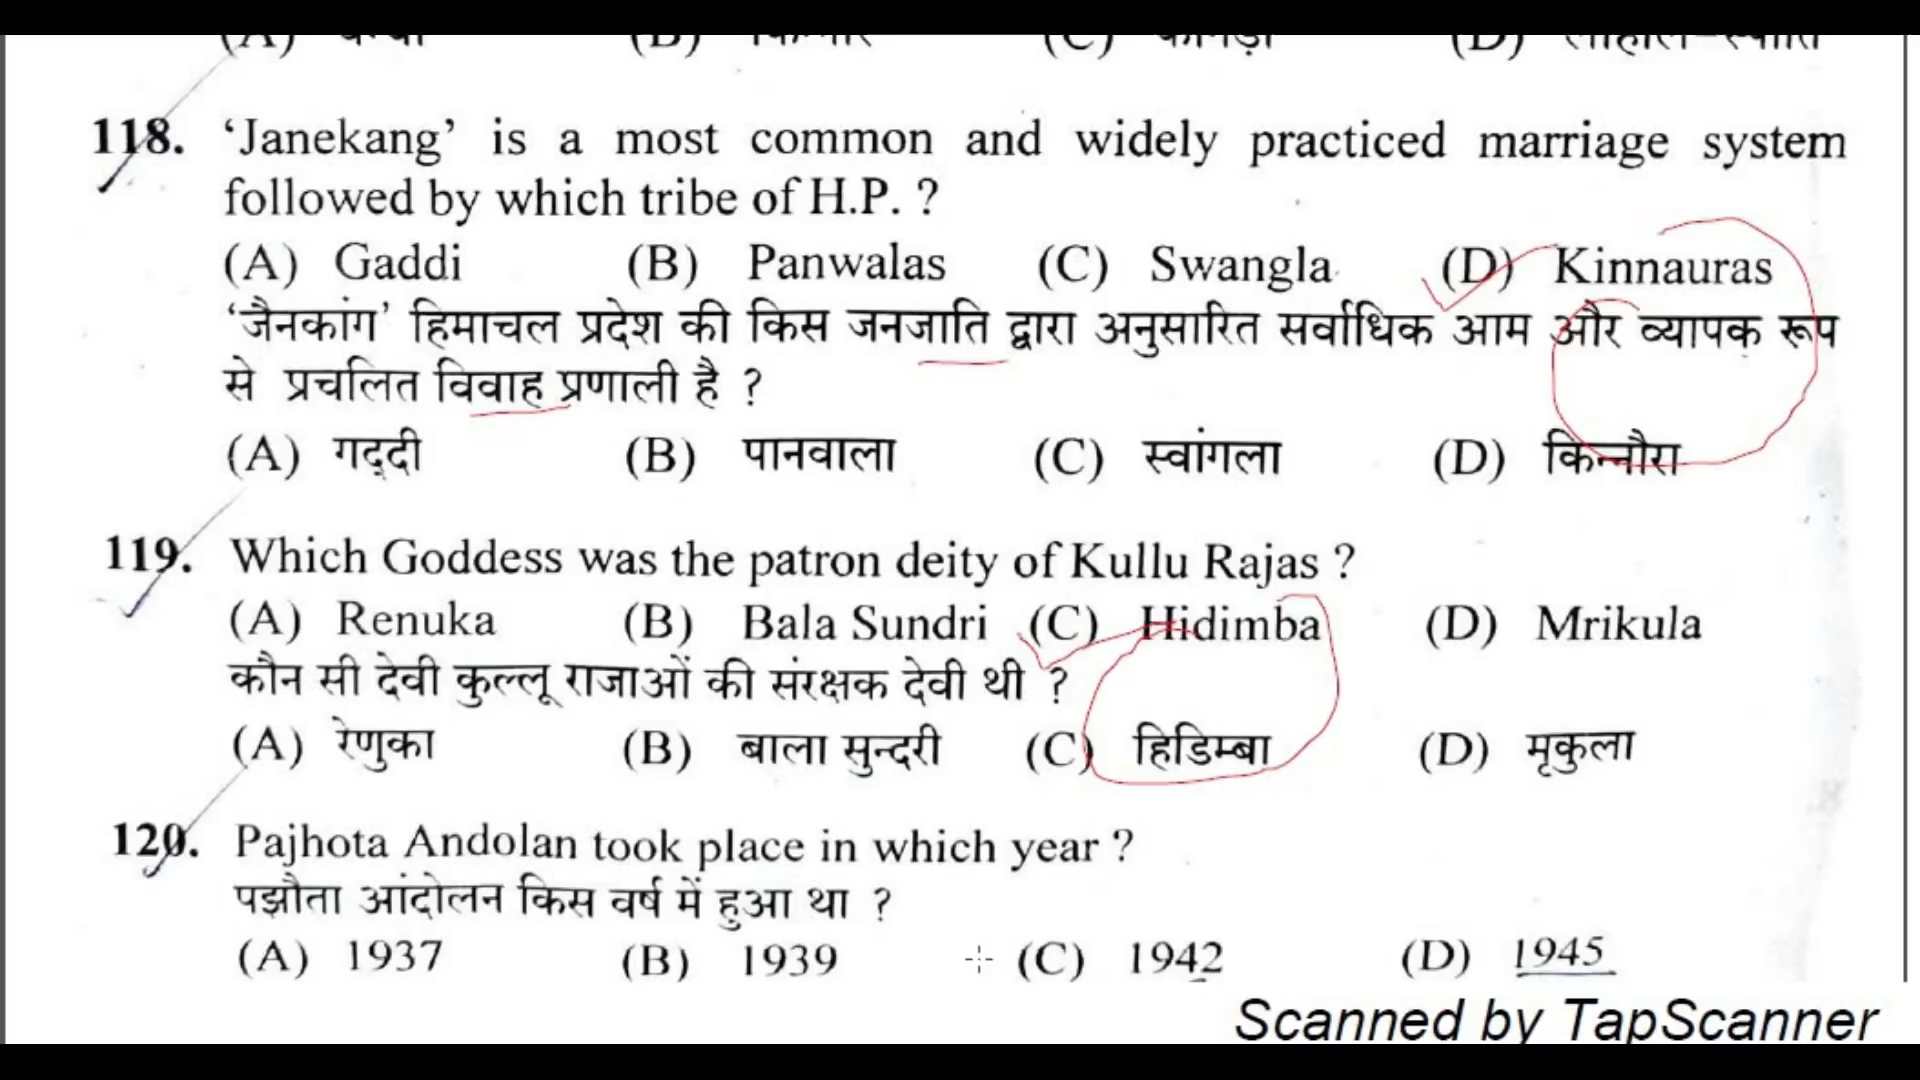 118. ‘Janekang’ is a most common and widely practiced marriage system
followed by which tribe of H.P. ?
(A) Gaddi (B) Panwalas (C) Swangla (D) Kinnauras
‘जैनकांग’ हिमाचल प्रदेश की किस जनजाति द्वारा अनुसारित सर्वाधिक आम और व्यापक रूप
से प्रचलित विवाह प्रणाली है ?
(A) गद्दी (B) पानवाला (C) स्वांगला (D) किन्नौरा
119. Which Goddess was the patron deity of Kullu Rajas ?
(A) Renuka (B) Bala Sundri (C) Hidimba (D) Mrikula
कौन सी देवी कुल्लू राजाओं की संरक्षक देवी थी ?
(A) रेणुका (B) बाला सुन्दरी (C) हिडिम्बा (D) मृकुला
120. Pajhota Andolan took place in which year ?
पझौता आंदोलन किस वर्ष में हुआ था ?
(A) 1937 (B) 1939 (C) 1942 (D) 1945
Scanned by TapScanner